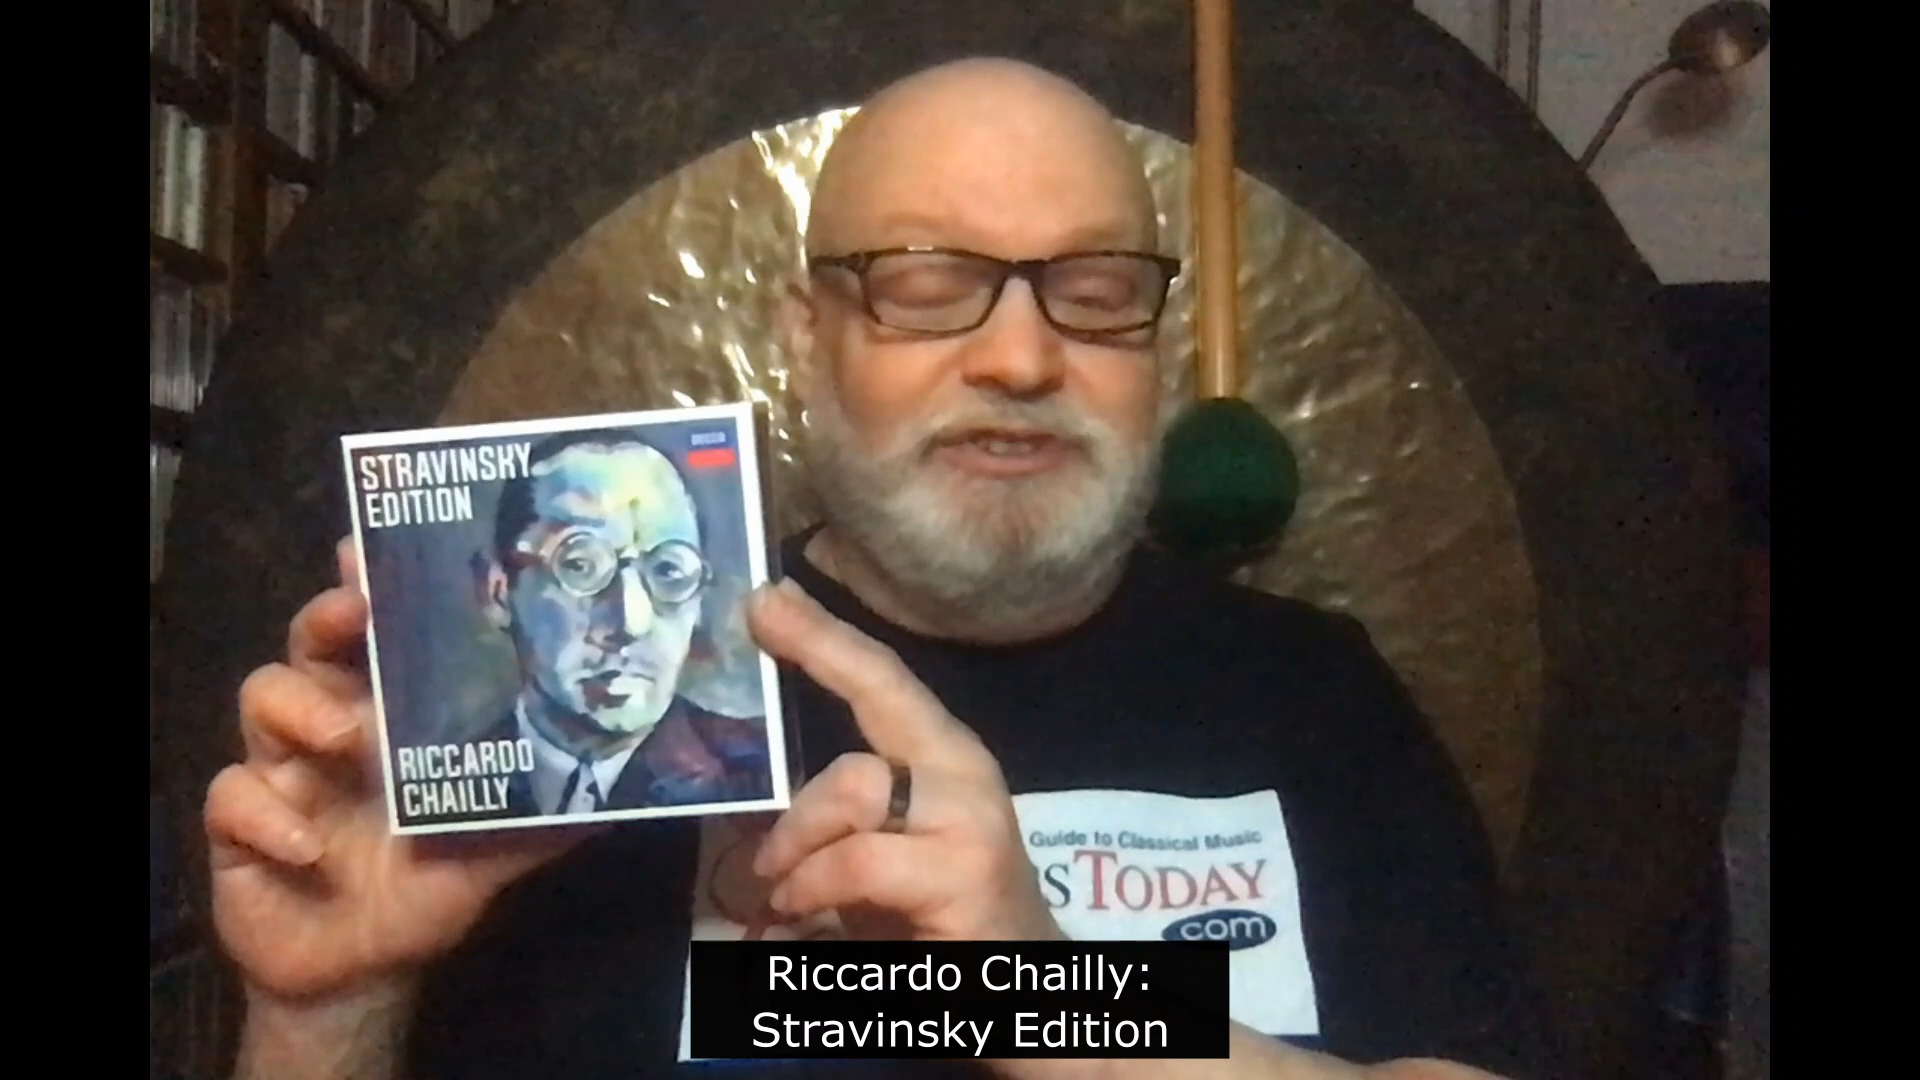 STRAVINSKY
EDITION
DECCA
RICCARDO
CHAILLY
Guide to Classical Music
sTODAY
com
Riccardo Chailly:
Stravinsky Edition